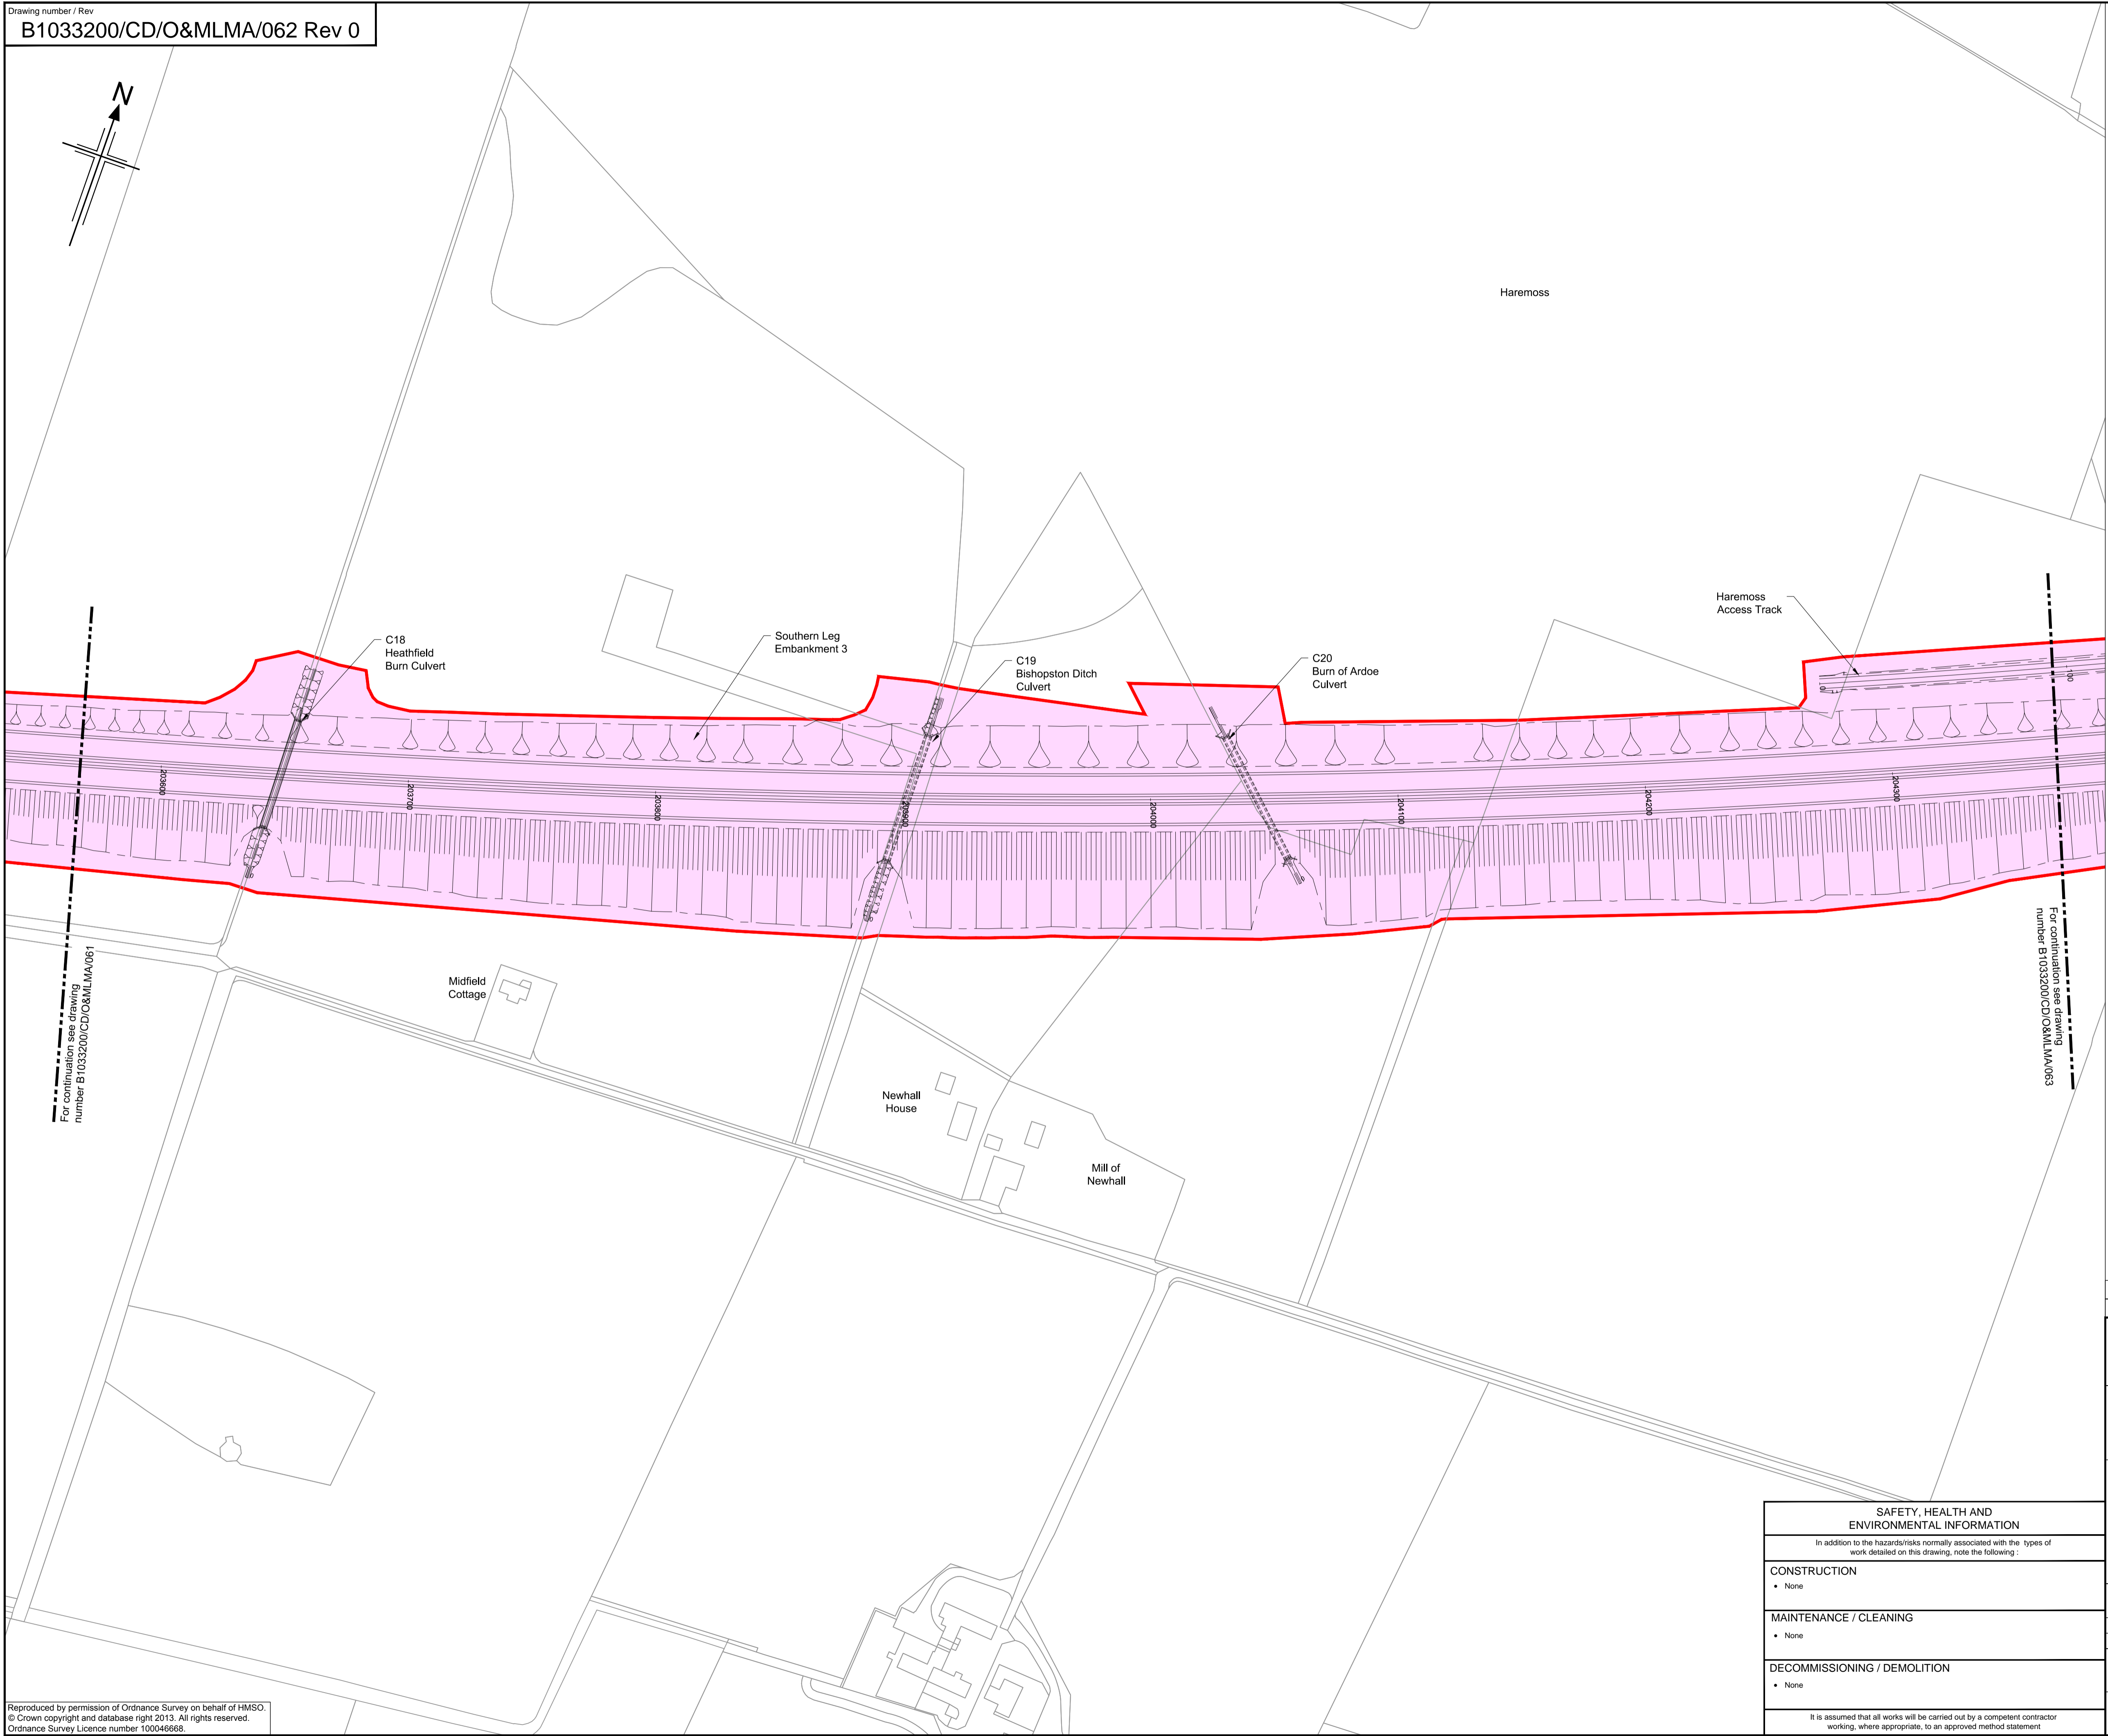 Drawing number / Rev
B1033200/CD/O&MLMA/062 Rev 0
N
Haremoss
Haremoss
Access Track
C18
Heathfield
Burn Culvert
Southern Leg
Embankment 3
C19
Bishopston Ditch
Culvert
C20
Burn of Ardoe
Culvert
0
100
203600
203700
203800
203900
204000
204100
204200
204300
For continuation see drawing
number B1033200/CD/O&MLMA/061
For continuation see drawing
number B1033200/CD/O&MLMA/063
Midfield
Cottage
Newhall
House
Mill of
Newhall
SAFETY, HEALTH AND
ENVIRONMENTAL INFORMATION
In addition to the hazards/risks normally associated with the types of
work detailed on this drawing, note the following :
CONSTRUCTION
• None
MAINTENANCE / CLEANING
• None
DECOMMISSIONING / DEMOLITION
• None
It is assumed that all works will be carried out by a competent contractor
working, where appropriate, to an approved method statement
Reproduced by permission of Ordnance Survey on behalf of HMSO.
© Crown copyright and database right 2013. All rights reserved.
Ordnance Survey Licence number 100046668.